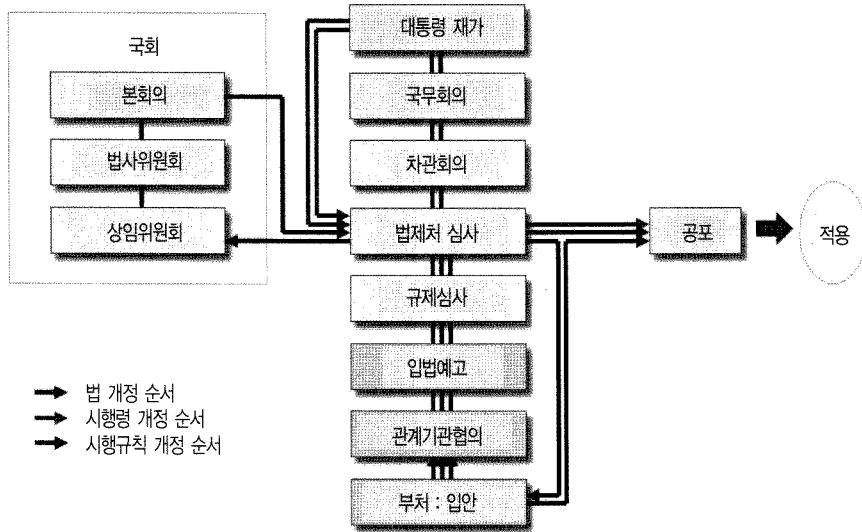 국회
본회의
법사위원회
상임위원회
대통령 재가
국무회의
차관회의
법제처 심사
규제심사
입법예고
관계기관협의
부처 : 입안
공포
적용
법 개정 순서
시행령 개정 순서
시행규칙 개정 순서